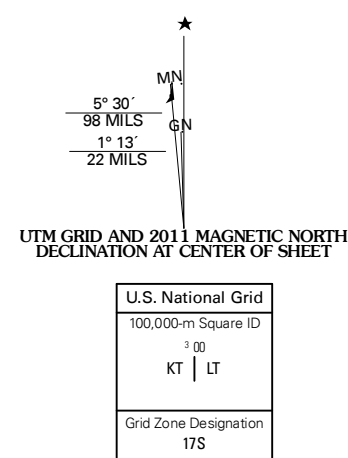 ★
MN
5° 30´
98 MILS
GN
1° 13´
22 MILS
UTM GRID AND 2011 MAGNETIC NORTH
DECLINATION AT CENTER OF SHEET
U.S. National Grid
100,000-m Square ID
3 00
KT LT
Grid Zone Designation
17S